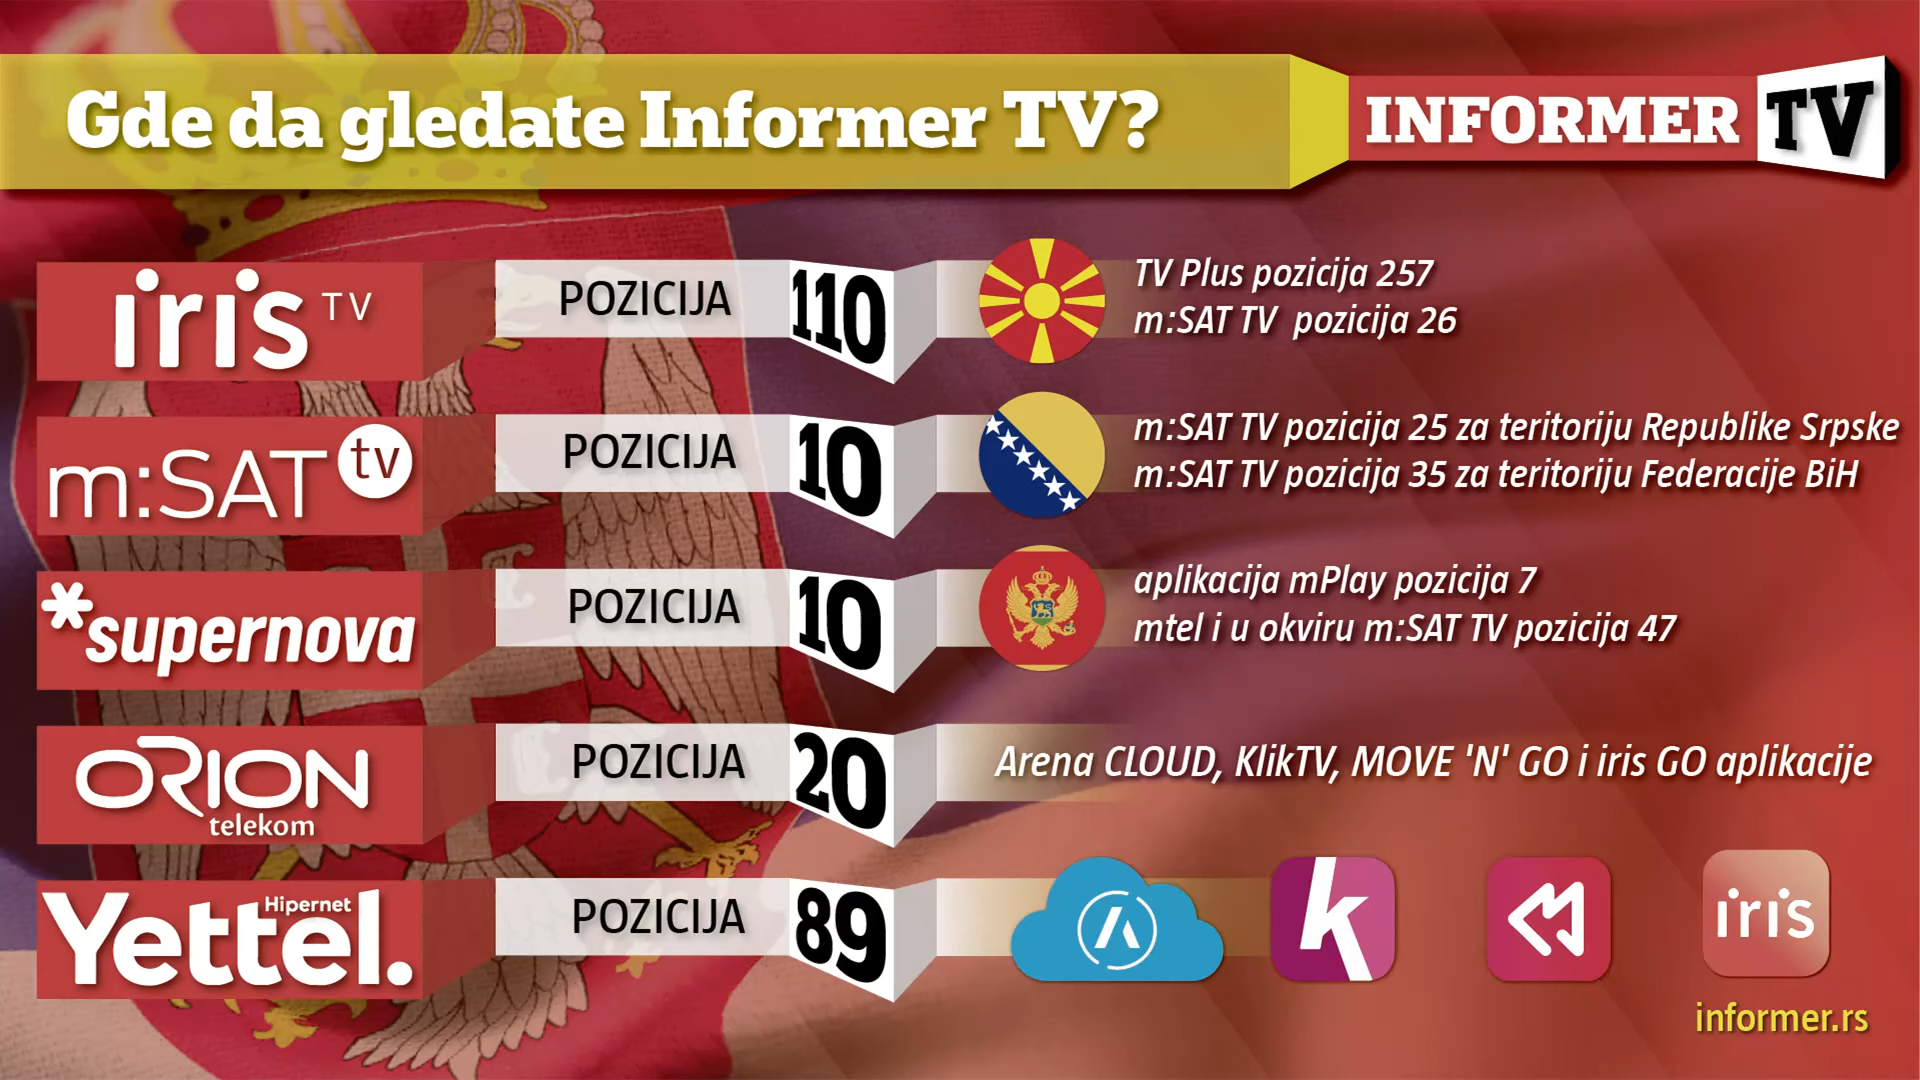 Gde da gledate Informer TV?
INFORMER TV
iris TV
POZICIJA 110
TV Plus pozicija 257
m:SAT TV pozicija 26
m:SAT tv
POZICIJA 10
m:SAT TV pozicija 25 za teritoriju Republike Srpske
m:SAT TV pozicija 35 za teritoriju Federacije BiH
*supernova
POZICIJA 10
aplikacija mPlay pozicija 7
mtel i u okviru m:SAT TV pozicija 47
ORION
telekom
POZICIJA 20
Arena CLOUD, KlikTV, MOVE 'N' GO i iris GO aplikacije
Hipernet
Yettel.
POZICIJA 89
k
iris
informer.rs